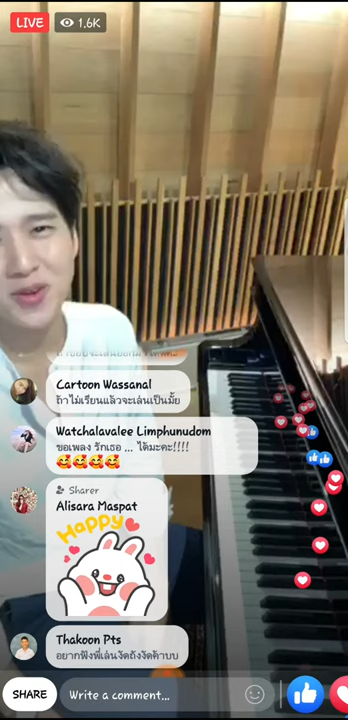 LIVE 1.6K
Cartoon Wassanal
ถ้าไม่เรียนแล้วจะเล่นเป็นมั้ย
Watchalavalee Limphunudom
ขอเพลง รักเธอ ... ได้มะคะ!!!!
🥰🥰🥰🥰
Sharer
Alisara Maspat
HAPPY
Thakoon Pts
อยากฟังพี่เล่นงัดถั่งงัดค้าบบ
SHARE Write a comment...